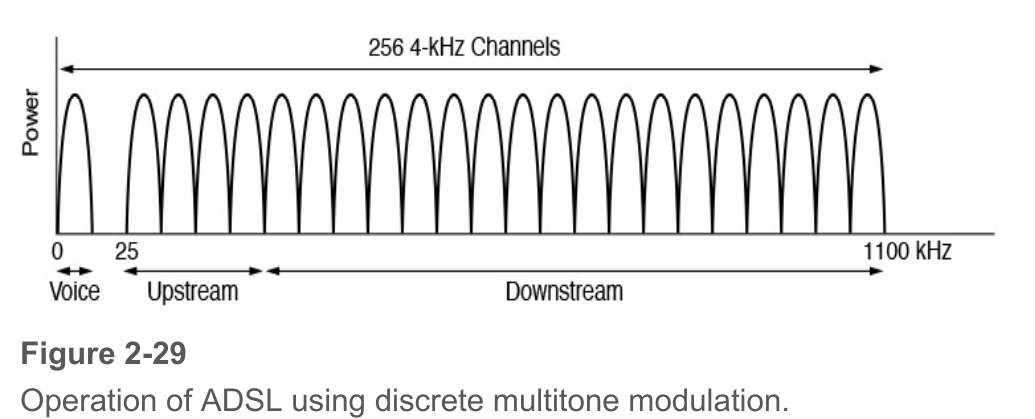 256 4-kHz Channels
Power
0 25 1100 kHz
Voice Upstream Downstream
Figure 2-29
Operation of ADSL using discrete multitone modulation.